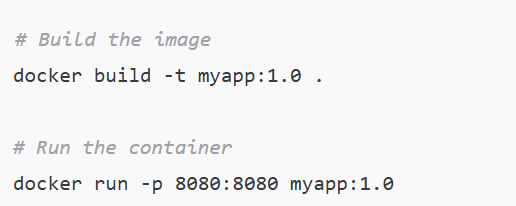 # Build the image
docker build -t myapp:1.0 .
# Run the container
docker run -p 8080:8080 myapp:1.0